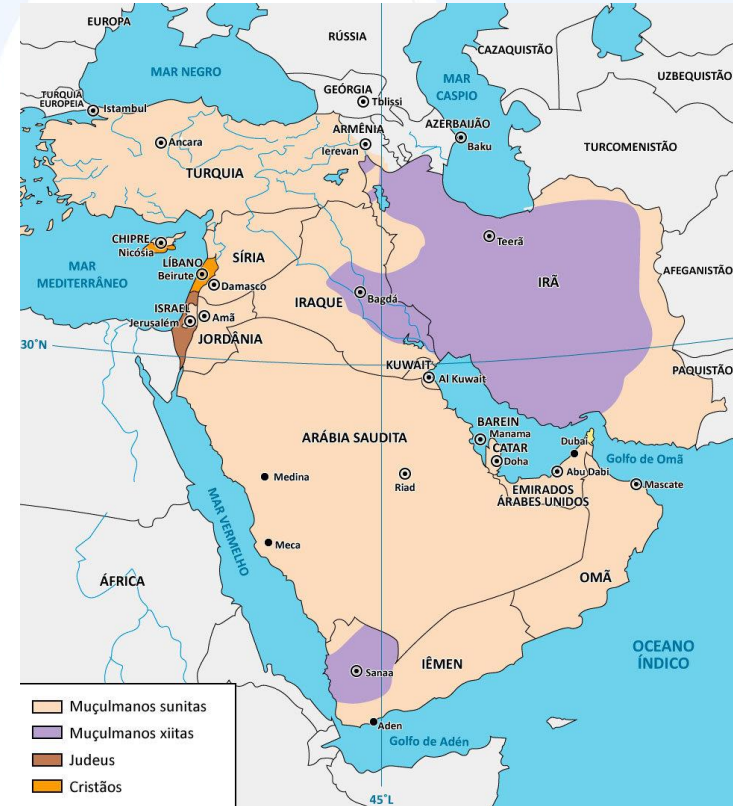 EUROPA
RÚSSIA
CAZAQUISTÃO
MAR NEGRO
MAR
CASPIO
UZBEQUISTÃO
GEÓRGIA
Tblissi
TURQUIA
EUROPEIA
Istambul
ARMÊNIA
Ierevan
AZERBAIJÃO
Baku
Ancara
TURCOMENISTÃO
TURQUIA
CHIPRE
Nicósia
Teerã
MAR
MEDITERRÂNEO
LÍBANO
Beirute
SÍRIA
Damasco
AFEGANISTÃO
IRÃ
IRAQUE
Bagdá
ISRAEL
Jerusalém
Amã
JORDÂNIA
30°N
KUWAIT
Al Kuwait
PAQUISTÃO
BAREIN
Manama
ARÁBIA SAUDITA
CATAR
Doha
Dubai
Golfo de Omã
Medina
Riad
Abu Dabi
EMIRADOS
ÁRABES UNIDOS
Mascate
MAR VERMELHO
Meca
ÁFRICA
OMÃ
OCEANO
ÍNDICO
Sanaa
IÊMEN
Aden
Golfo de Adén
45°L
Muçulmanos sunitas
Muçulmanos xiitas
Judeus
Cristãos